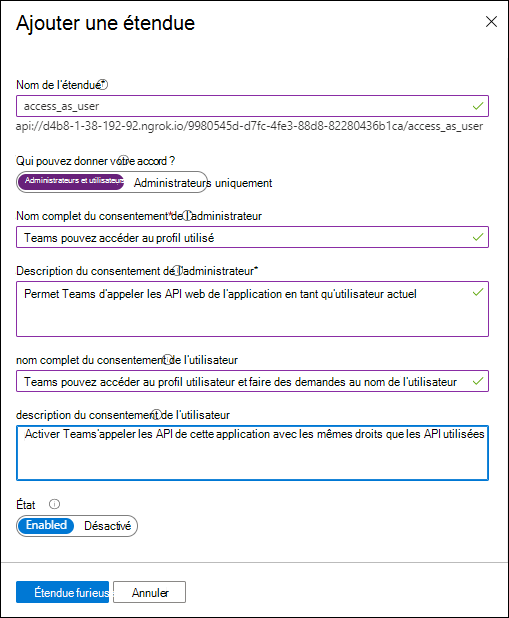 Ajouter une étendue
Nom de l'étendue*
access_as_user
api://d4b8-1-38-192-92.ngrok.io/9980545d-d7fc-4fe3-88d8-82280436b1ca/access_as_user
Qui pouvez donner votre accord ?
Administrateurs et utilisateurs Administrateurs uniquement
Nom complet du consentement*de l'administrateur
Teams pouvez accéder au profil utilisé
Description du consentement de l'administrateur*
Permet Teams d'appeler les API web de l'application en tant qu'utilisateur actuel
nom complet du consentement de l'utilisateur
Teams pouvez accéder au profil utilisateur et faire des demandes au nom de l'utilisateur
description du consentement de l'utilisateur
Activer Teams'appeler les API de cette application avec les mêmes droits que les API utilisées
État
Enabled Désactivé
Étendue furieuse Annuler